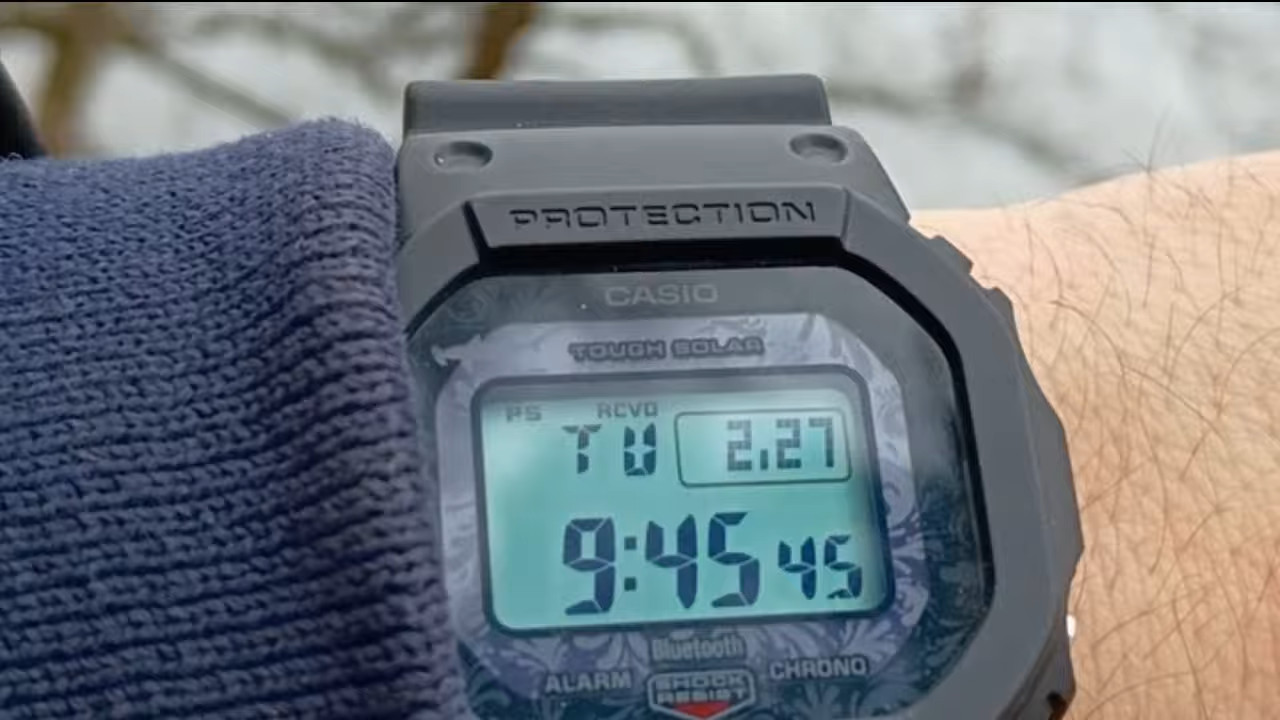 PROTECTION
CASIO
TOUGH SOLAR
PS RCVD
TU 2.27
9:45 45
Bluetooth
ALARM CHRONO
SHOCK
RESIST